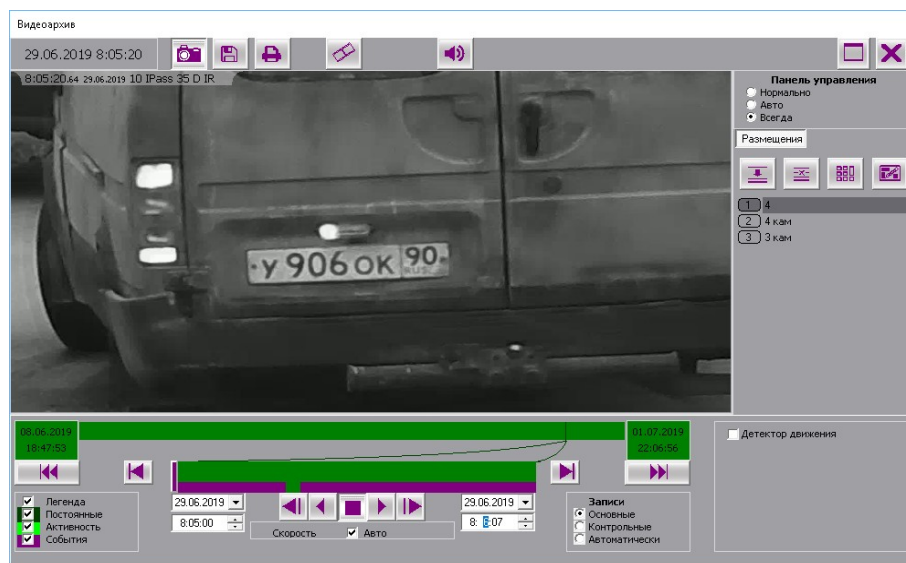 Видеоархив
29.06.2019 8:05:20
8:05:20.64 29.06.2019 10 IPass 35 D IR
Панель управления
Нормально
Авто
Всегда
Размещения
1 4
2 4 кам
3 3 кам
·У 906 ОК 90
RUS
08.06.2019
18:47:53
01.07.2019
22:06:56
Детектор движения
Легенда
Постоянные
Активность
События
29.06.2019
8:05:00
Скорость
Авто
29.06.2019
8: 6:07
Записи
Основные
Контрольные
Автоматически